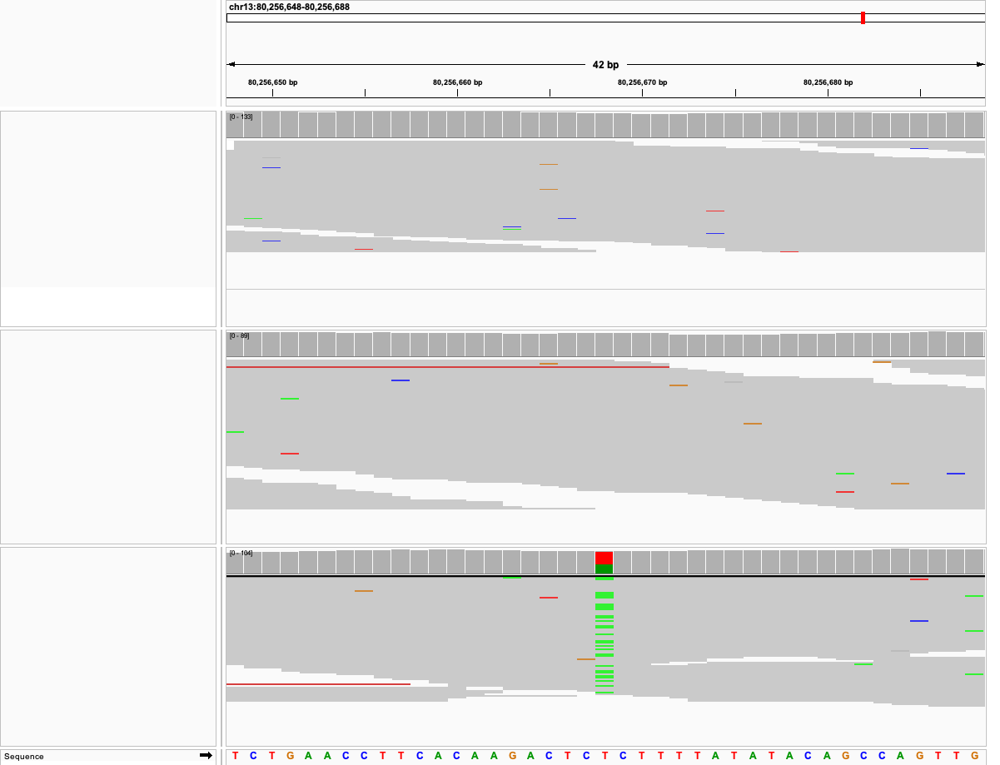 chr13:80,256,648-80,256,688
42 bp
80,256,650 bp 80,256,660 bp 80,256,670 bp 80,256,680 bp
[0 - 133]
[0 - 89]
[0 - 104]
Sequence T C T G A A C C T T C A C A A G A C T C T C T T T T A T A T A C A G C C A G T T G